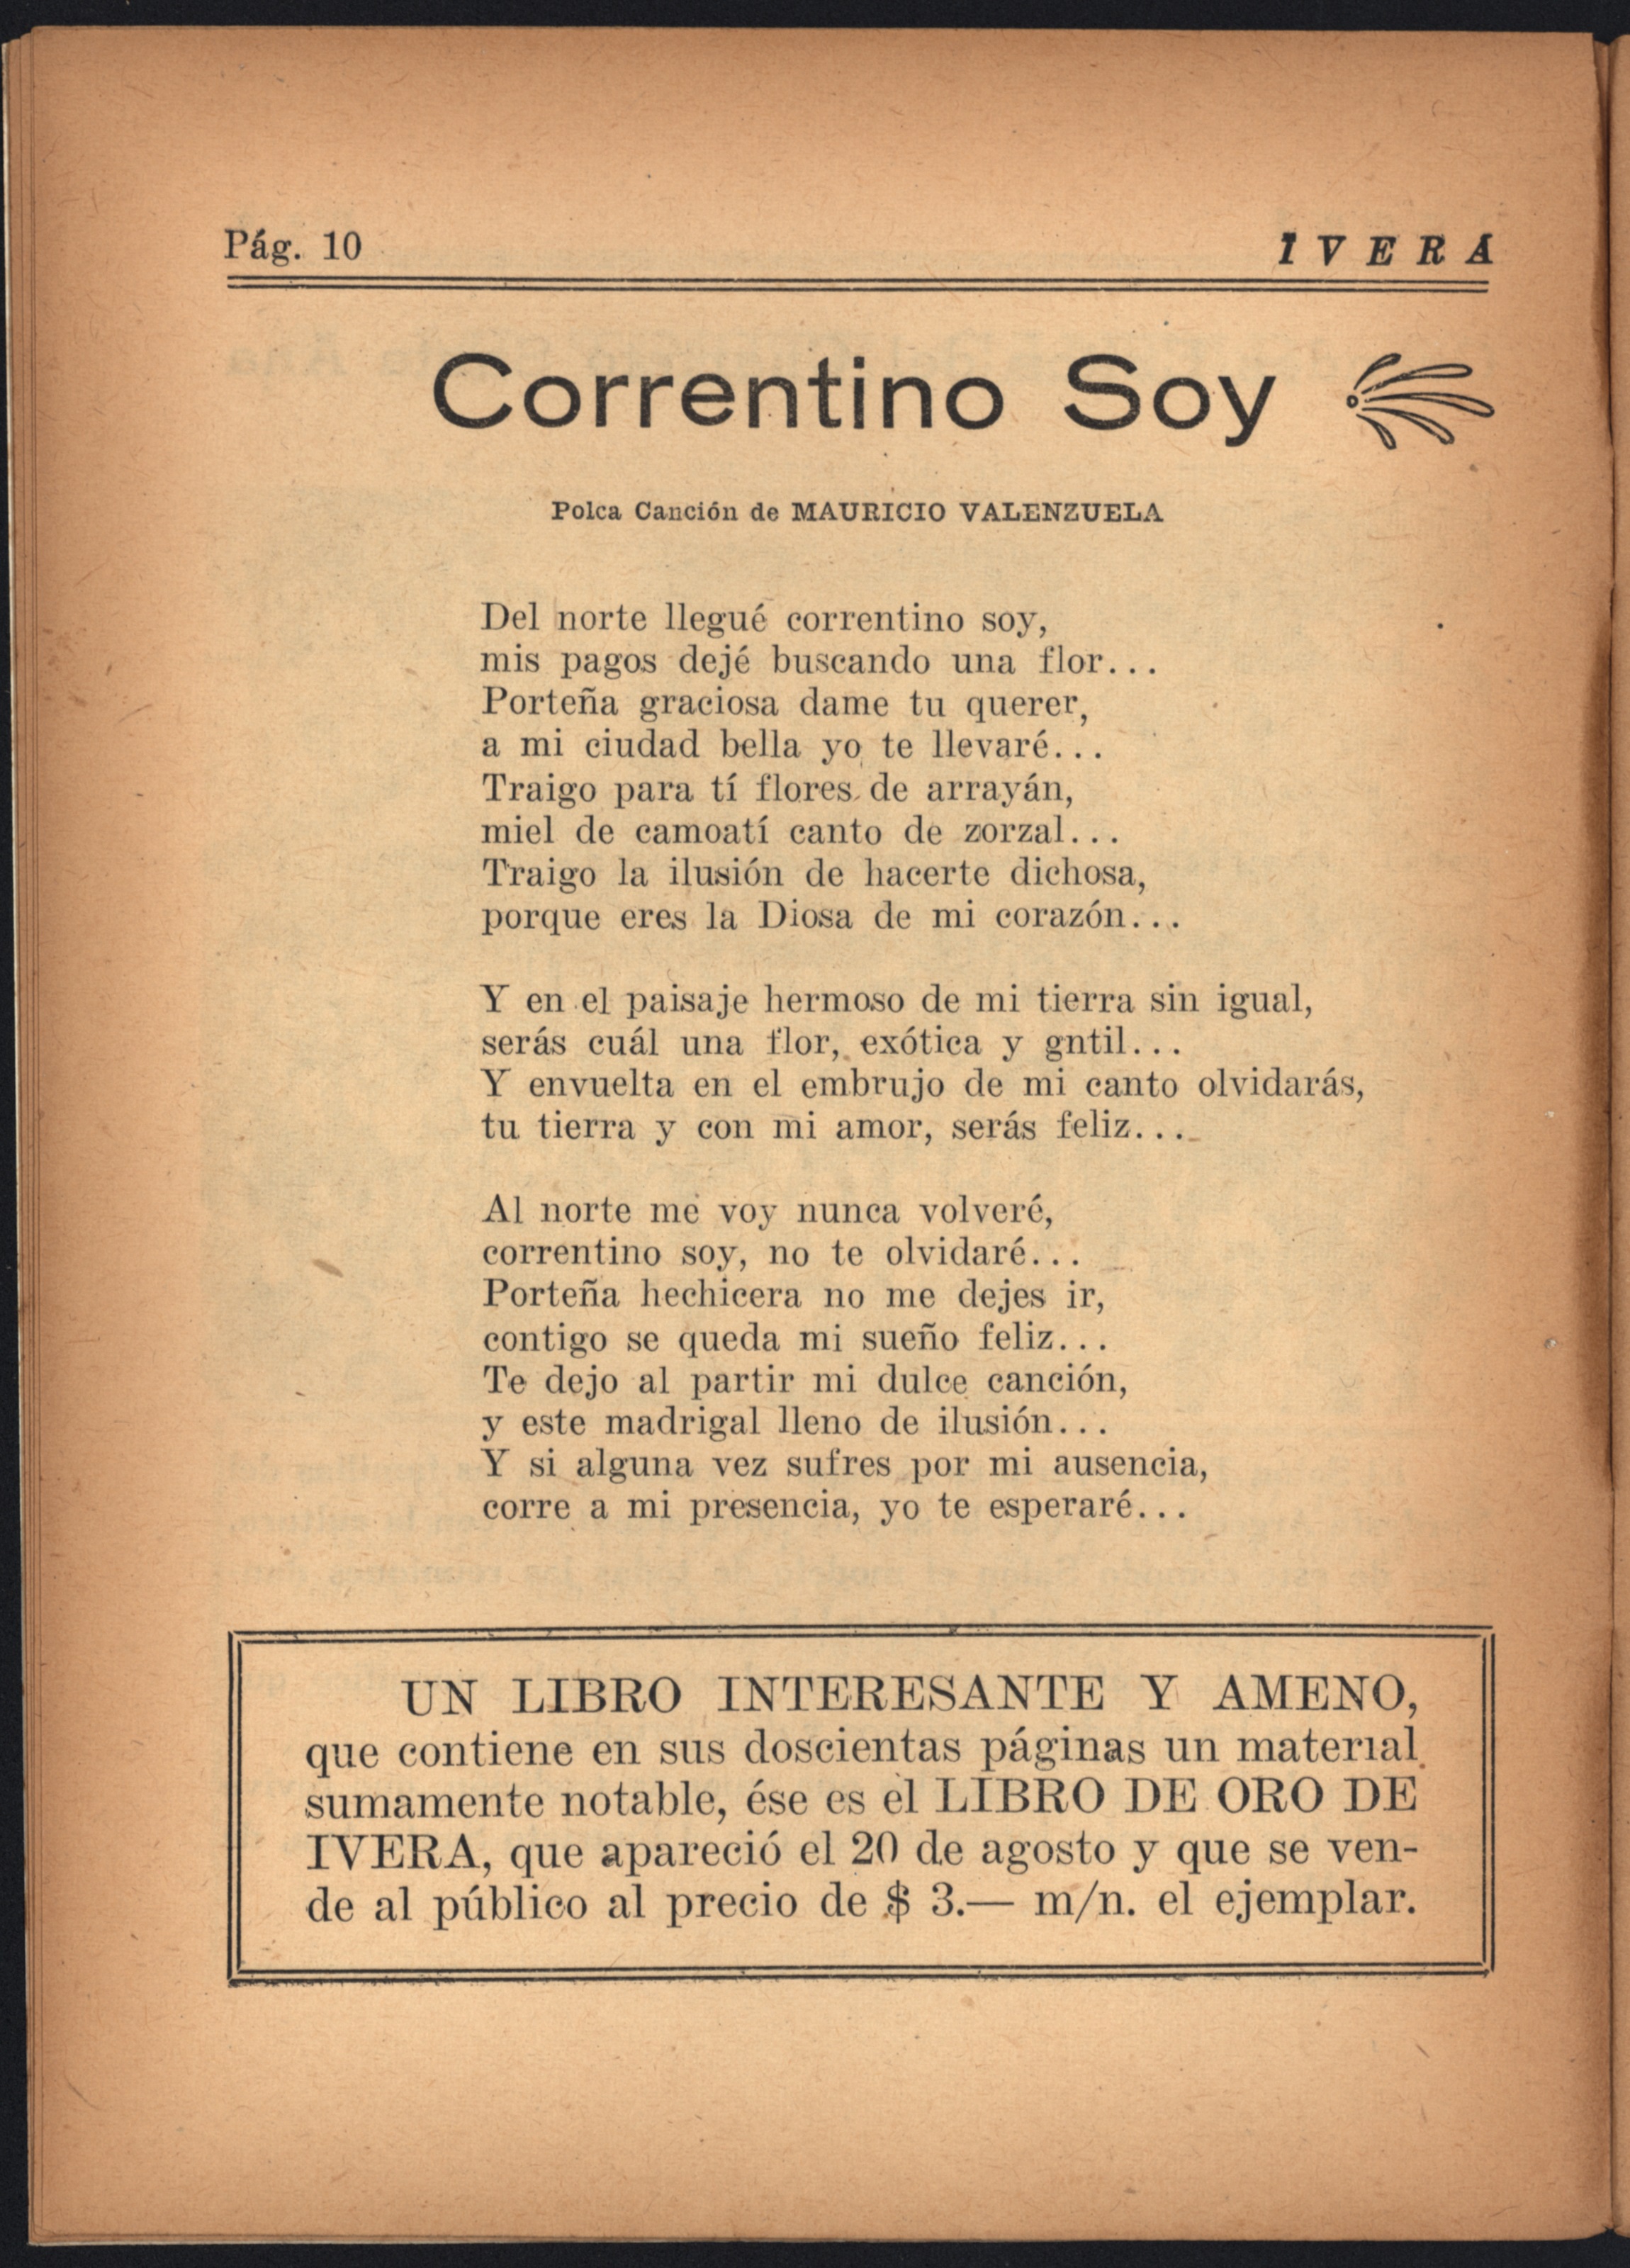 Pág. 10
IVERA
Correntino Soy
Polca Canción de MAURICIO VALENZUELA
Del norte llegué correntino soy,
mis pagos dejé buscando una flor...
Porteña graciosa dame tu querer,
a mi ciudad bella yo te llevaré...
Traigo para tí flores de arrayán,
miel de camoatí canto de zorzal...
Traigo la ilusión de hacerte dichosa,
porque eres la Diosa de mi corazón...
Y en el paisaje hermoso de mi tierra sin igual,
serás cuál una flor, exótica y gntil...
Y envuelta en el embrujo de mi canto olvidarás,
tu tierra y con mi amor, serás feliz...
Al norte me voy nunca volveré,
correntino soy, no te olvidaré...
Porteña hechicera no me dejes ir,
contigo se queda mi sueño feliz...
Te dejo al partir mi dulce canción,
y este madrigal lleno de ilusión...
Y si alguna vez sufres por mi ausencia,
corre a mi presencia, yo te esperaré...
UN LIBRO INTERESANTE Y AMENO,
que contiene en sus doscientas páginas un material
sumamente notable, ése es el LIBRO DE ORO DE
IVERA, que apareció el 20 de agosto y que se ven-
de al público al precio de $ 3.— m/n. el ejemplar.